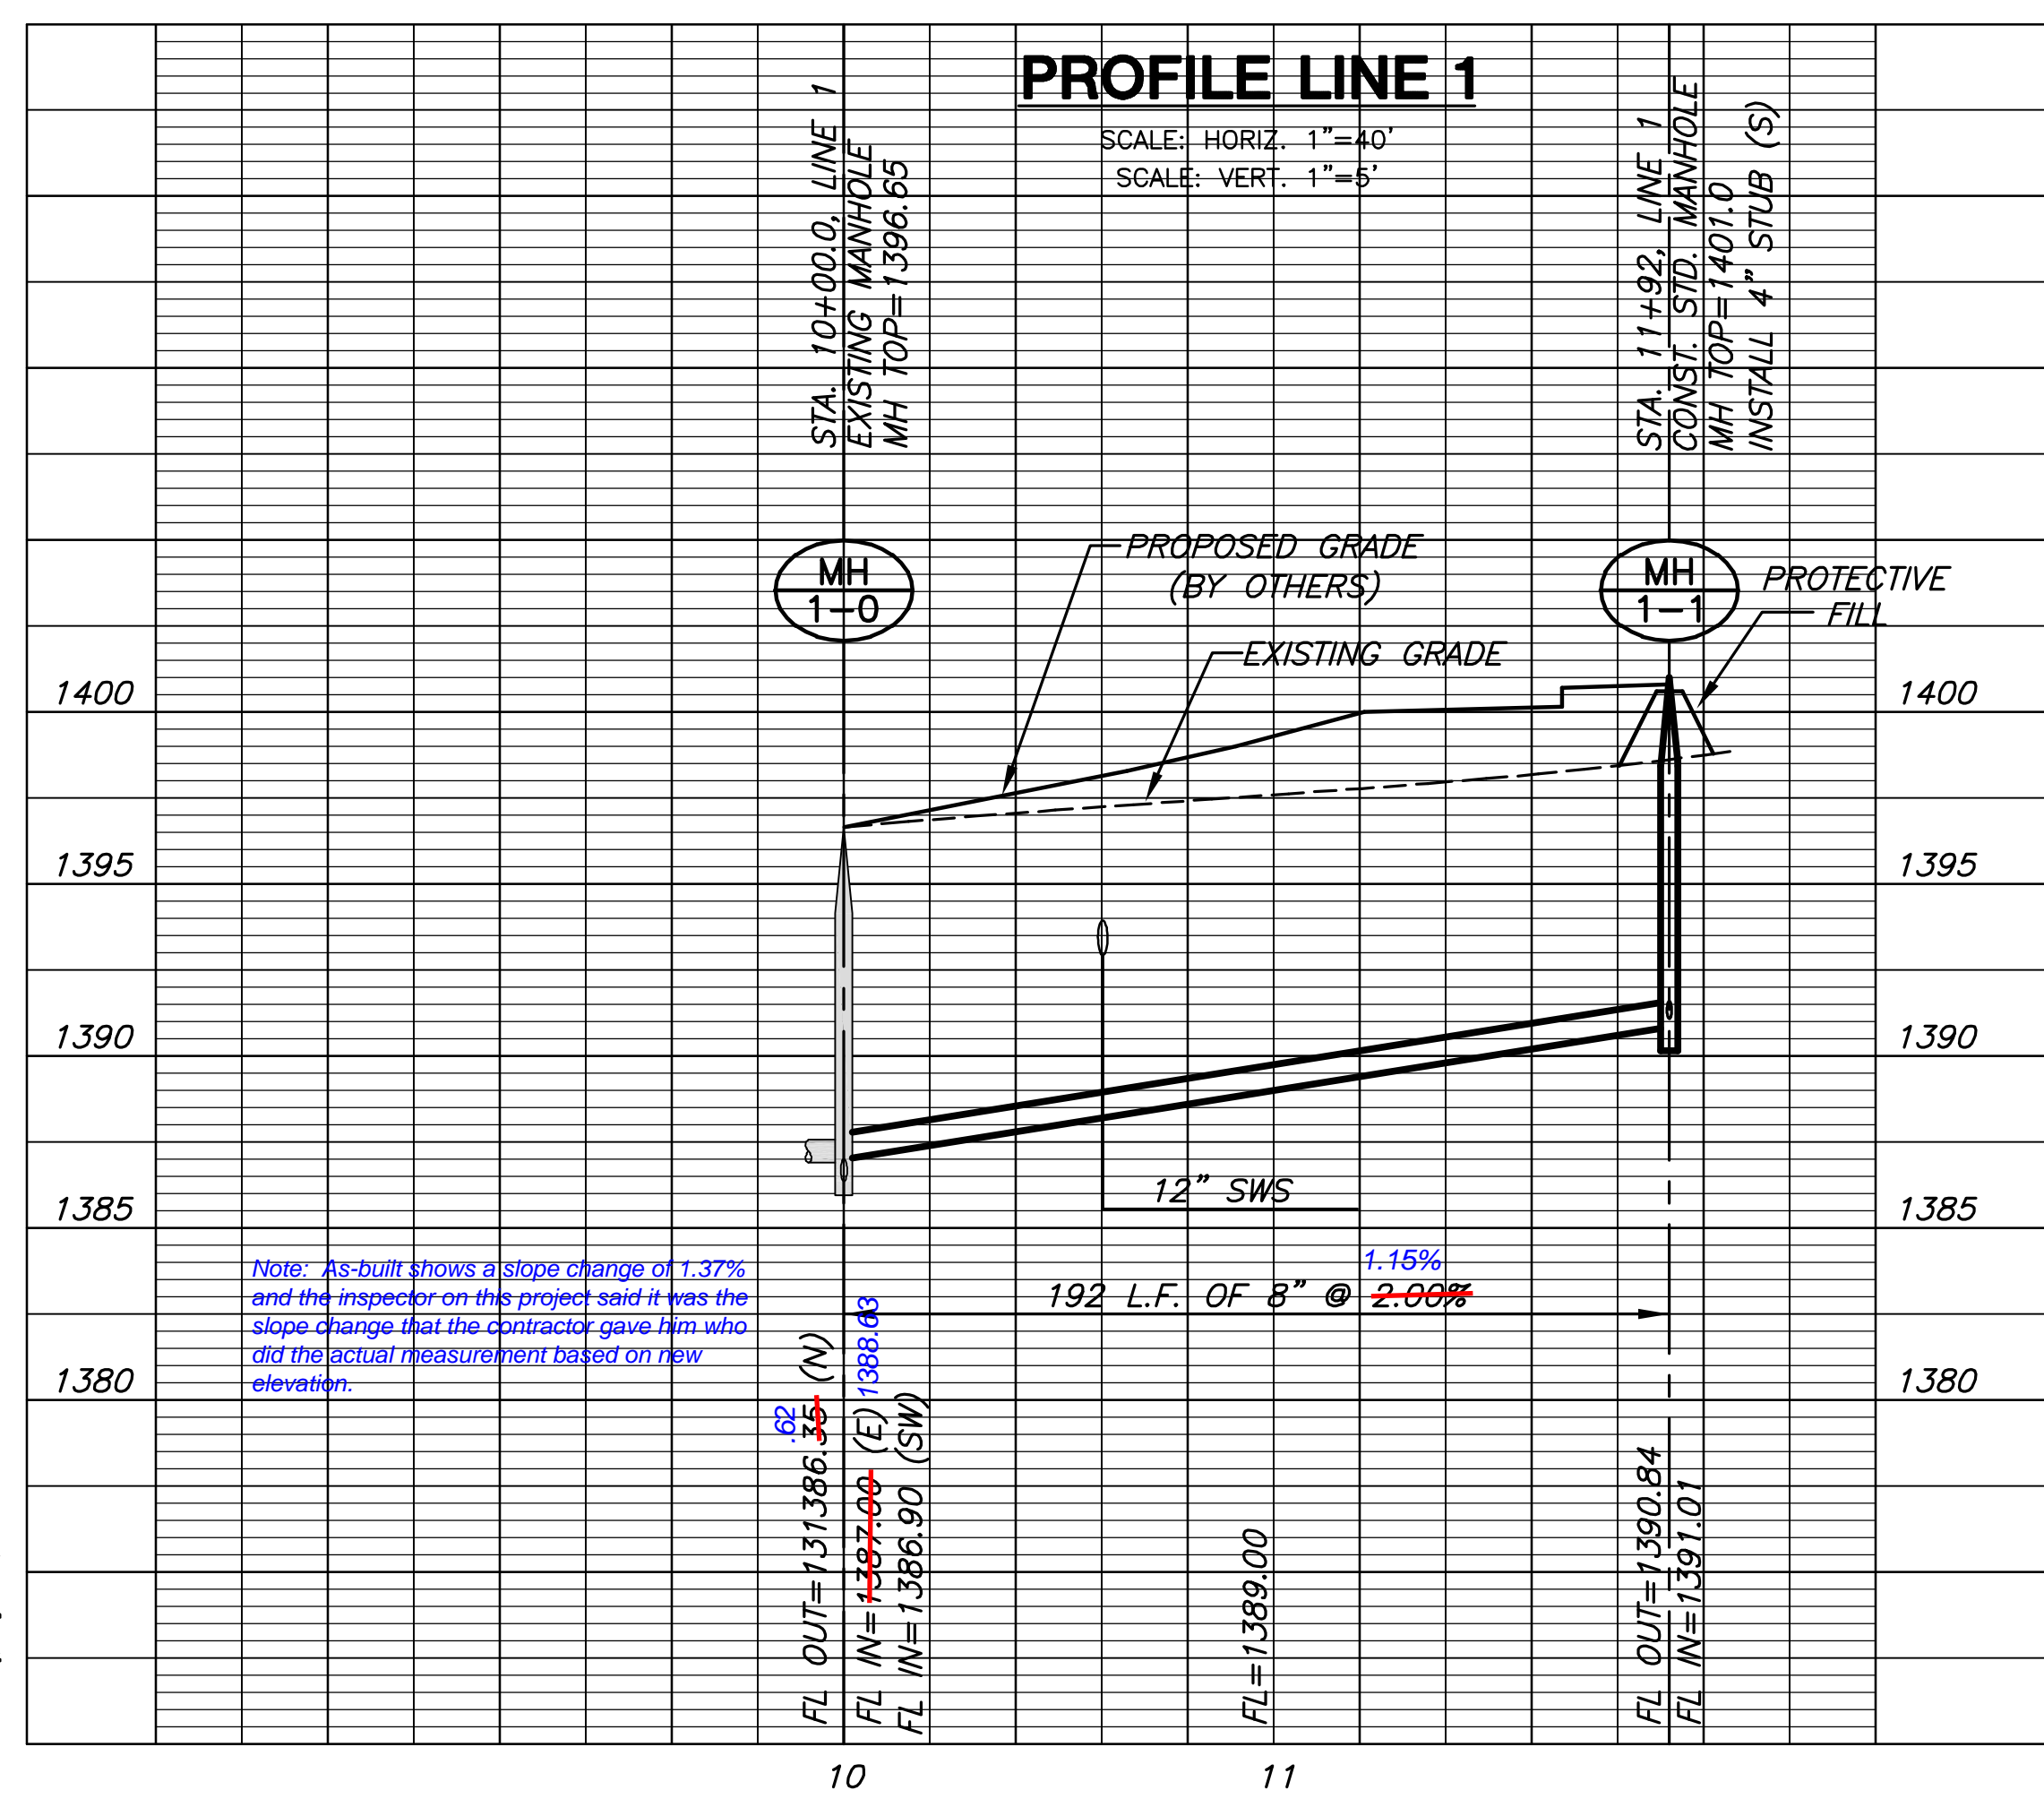 PROFILE LINE 1
SCALE: HORIZ. 1"=40'
SCALE: VERT. 1"=5'
STA. 10+00.0, LINE 1
EXISTING MANHOLE
MH TOP=1396.65
STA. 11+92, LINE 1
CONST. STD. MANHOLE
MH TOP=1401.0
INSTALL 4" STUB (S)
MH
1-0
PROPOSED GRADE
(BY OTHERS)
EXISTING GRADE
MH
1-1
PROTECTIVE
FILL
1400
1400
1395
1395
1390
1390
1385
1385
1380
1380
12" SWS
1.15%
192 L.F. OF 8" @ 2.00%
Note: As-built shows a slope change of 1.37%
and the inspector on this project said it was the
slope change that the contractor gave him who
did the actual measurement based on new
elevation.
.62
FL OUT=131386.35 (N)
FL IN=1387.00 (E) 1388.63
FL IN=1386.90 (SW)
FL=1389.00
FL OUT=1390.84
FL IN=1391.01
10
11